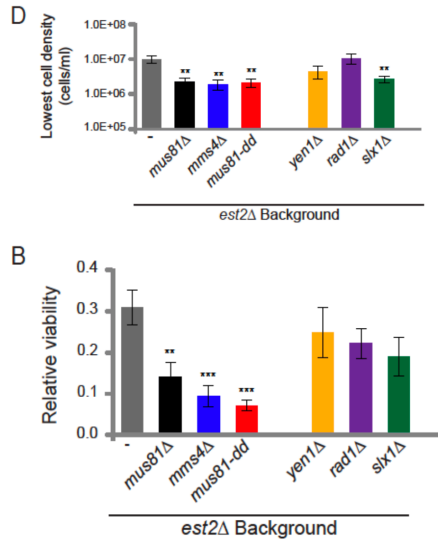 D
Lowest cell density
(cells/ml)
1.0E+08
1.0E+07
1.0E+06
1.0E+05
** ** ** **
- mus81Δ mms4Δ mus81-dd yen1Δ rad1Δ slx1Δ
est2Δ Background
B
Relative viability
0.4
0.3
0.2
0.1
0.0
** *** ***
- mus81Δ mms4Δ mus81-dd yen1Δ rad1Δ slx1Δ
est2Δ Background